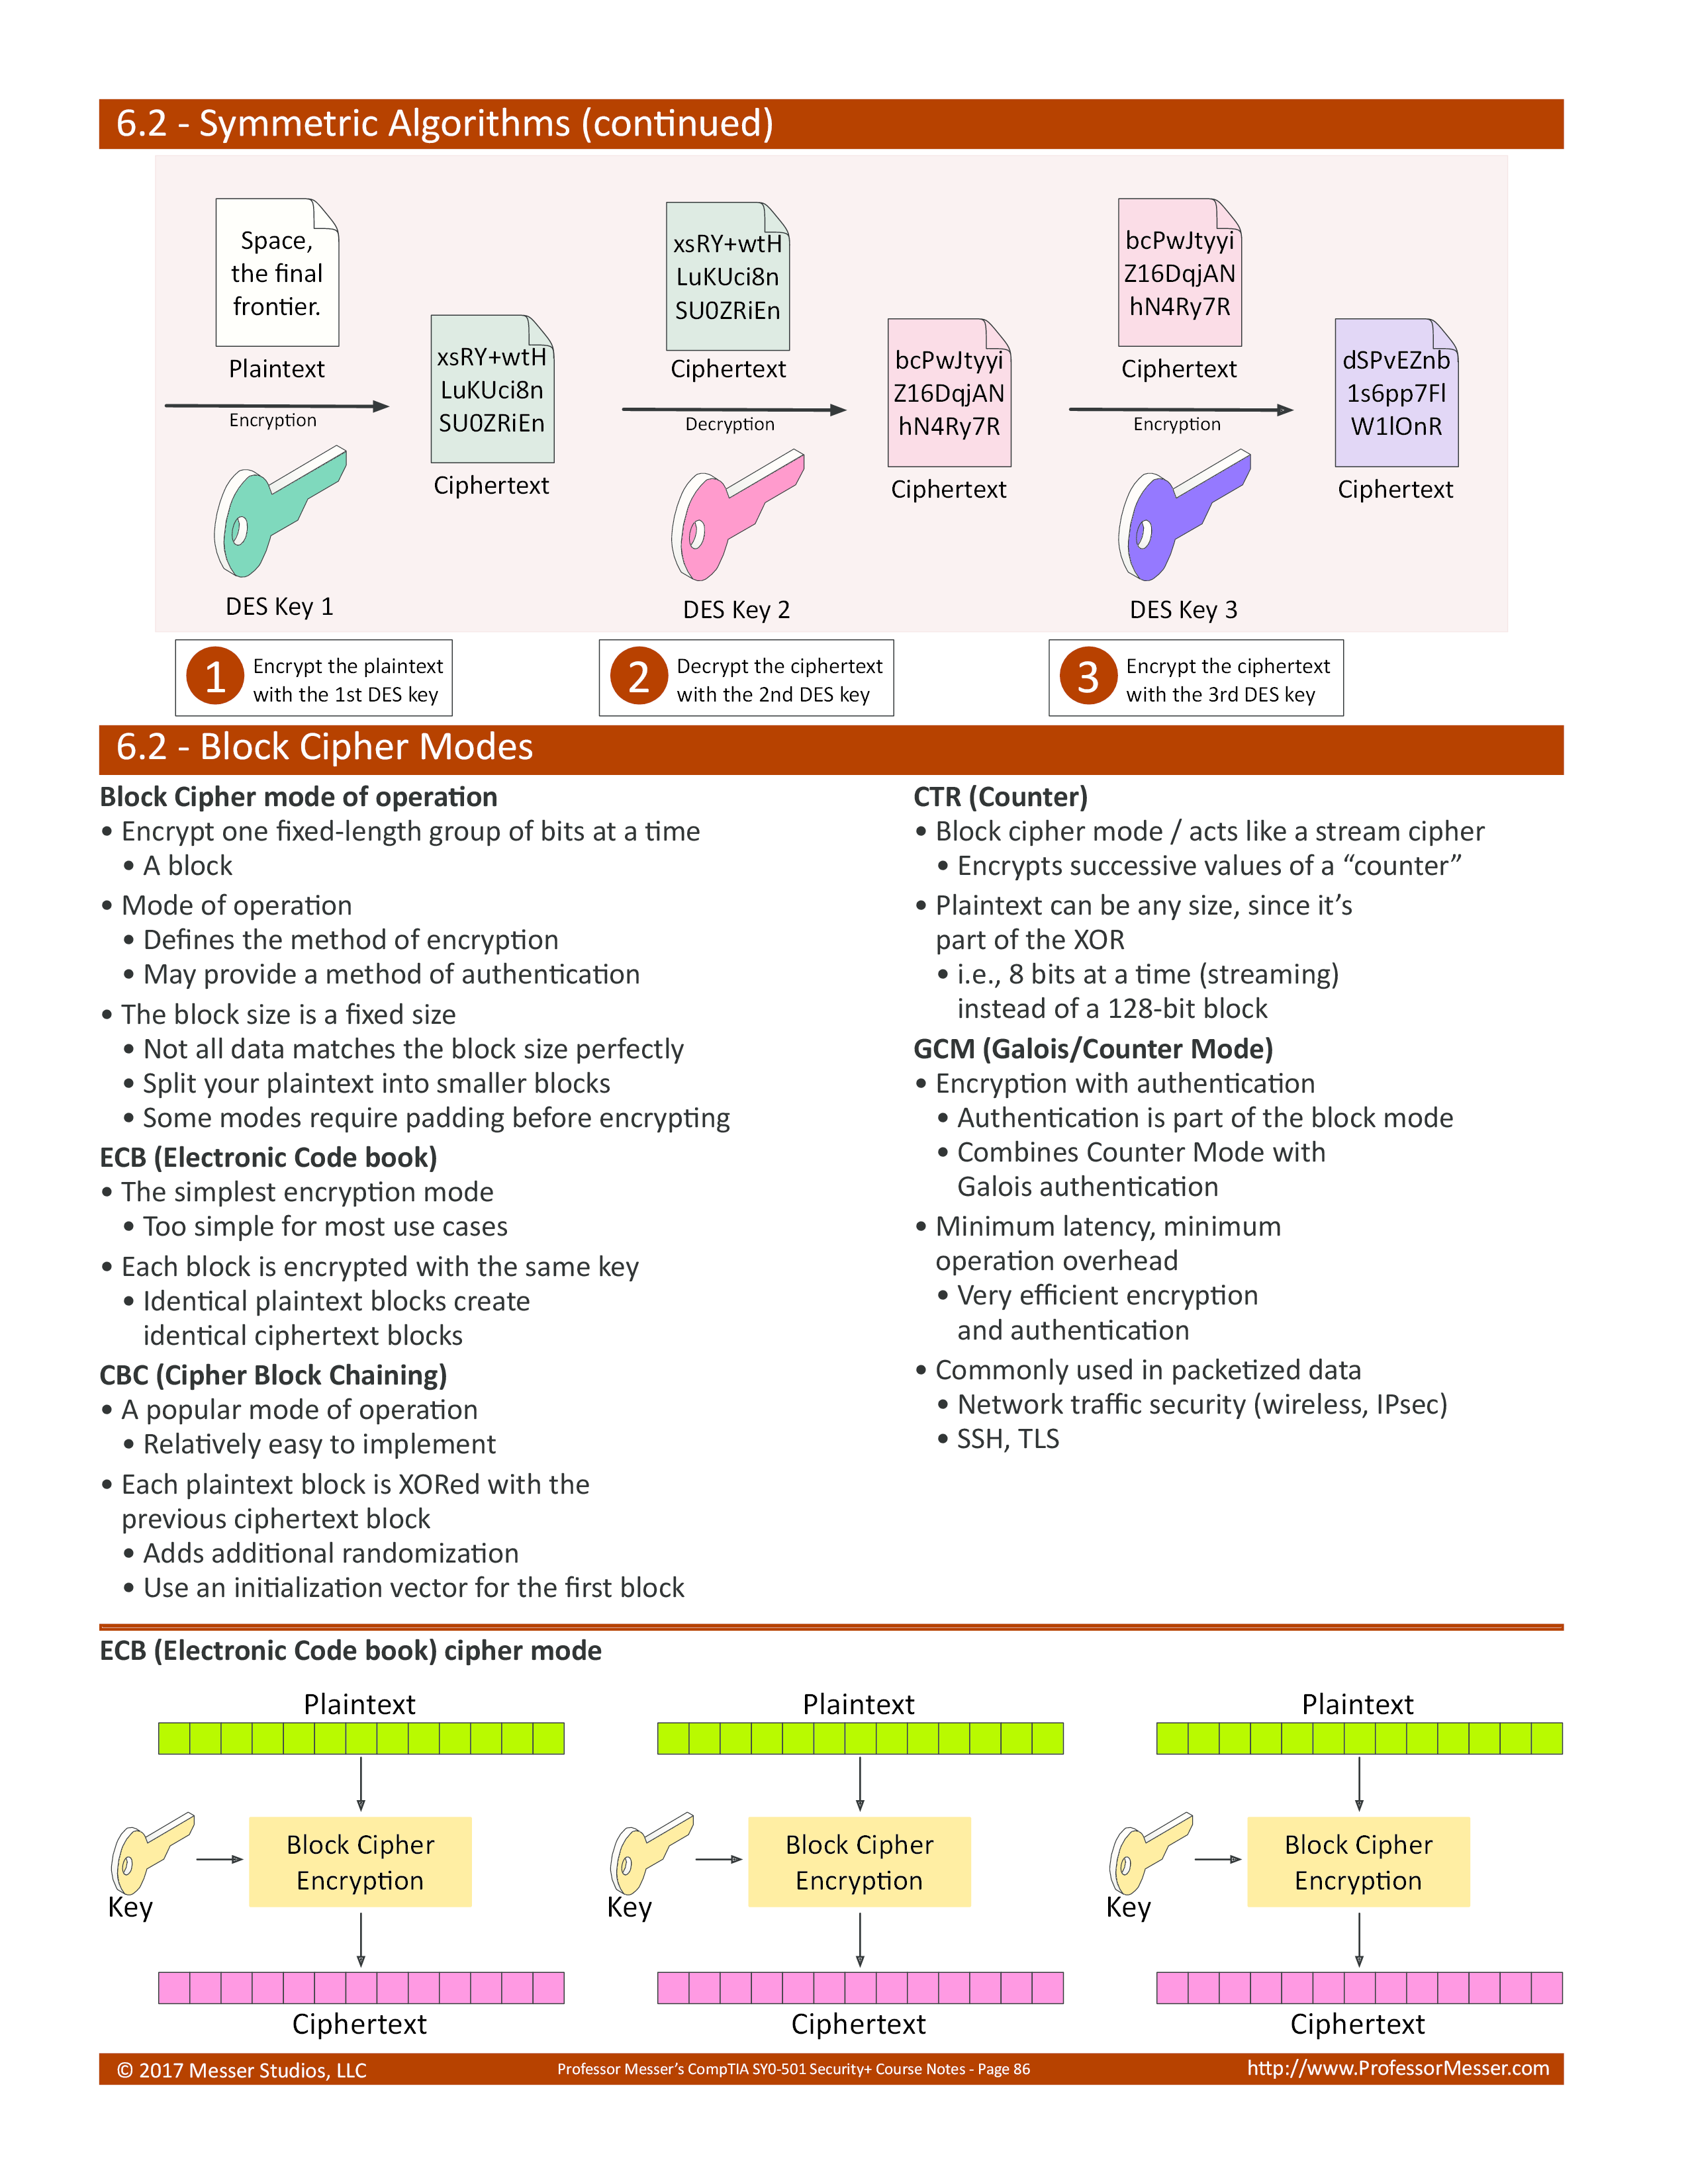 6.2 - Symmetric Algorithms (continued)
Space,
the final
frontier.
Plaintext
Encryption
DES Key 1
xsRY+wtH
LuKUci8n
SU0ZRiEn
Ciphertext
xsRY+wtH
LuKUci8n
SU0ZRiEn
Ciphertext
Decryption
DES Key 2
bcPwJtyyi
Z16DqjAN
hN4Ry7R
Ciphertext
bcPwJtyyi
Z16DqjAN
hN4Ry7R
Ciphertext
Encryption
DES Key 3
dSPvEZnb
1s6pp7Fl
W1lOnR
Ciphertext
1 Encrypt the plaintext
with the 1st DES key
2 Decrypt the ciphertext
with the 2nd DES key
3 Encrypt the ciphertext
with the 3rd DES key
6.2 - Block Cipher Modes
Block Cipher mode of operation
• Encrypt one fixed-length group of bits at a time
• A block
• Mode of operation
• Defines the method of encryption
• May provide a method of authentication
• The block size is a fixed size
• Not all data matches the block size perfectly
• Split your plaintext into smaller blocks
• Some modes require padding before encrypting
ECB (Electronic Code book)
• The simplest encryption mode
• Too simple for most use cases
• Each block is encrypted with the same key
• Identical plaintext blocks create
identical ciphertext blocks
CBC (Cipher Block Chaining)
• A popular mode of operation
• Relatively easy to implement
• Each plaintext block is XORed with the
previous ciphertext block
• Adds additional randomization
• Use an initialization vector for the first block
CTR (Counter)
• Block cipher mode / acts like a stream cipher
• Encrypts successive values of a “counter”
• Plaintext can be any size, since it’s
part of the XOR
• i.e., 8 bits at a time (streaming)
instead of a 128-bit block
GCM (Galois/Counter Mode)
• Encryption with authentication
• Authentication is part of the block mode
• Combines Counter Mode with
Galois authentication
• Minimum latency, minimum
operation overhead
• Very efficient encryption
and authentication
• Commonly used in packetized data
• Network traffic security (wireless, IPsec)
• SSH, TLS
ECB (Electronic Code book) cipher mode
Plaintext
Key
Block Cipher
Encryption
Ciphertext
Plaintext
Key
Block Cipher
Encryption
Ciphertext
Plaintext
Key
Block Cipher
Encryption
Ciphertext
© 2017 Messer Studios, LLC
Professor Messer’s CompTIA SY0-501 Security+ Course Notes - Page 86
http://www.ProfessorMesser.com